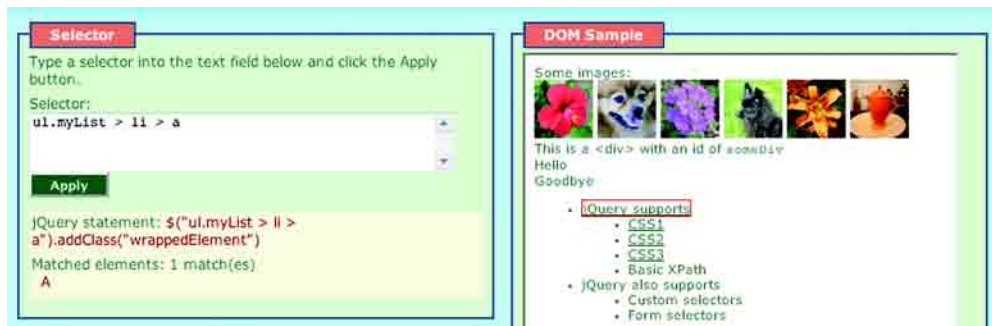 Selector
Type a selector into the text field below and click the Apply
button.
Selector:
ul.myList > li > a
Apply
jQuery statement: $("ul.myList > li >
a").addClass("wrappedElement")
Matched elements: 1 match(es)
A
DOM Sample
Some images:
This is a <div> with an id of someDiv
Hello
Goodbye
• jQuery supports
• CSS1
• CSS2
• CSS3
• Basic XPath
• jQuery also supports
• Custom selectors
• Form selectors